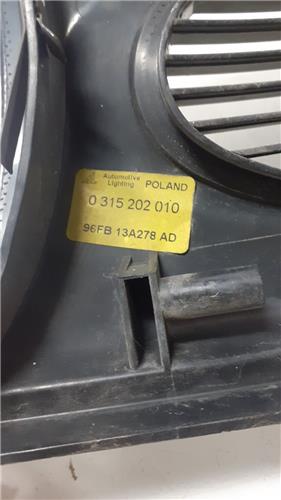 Automotive
Lighting POLAND
0 315 202 010
96FB 13A278 AD